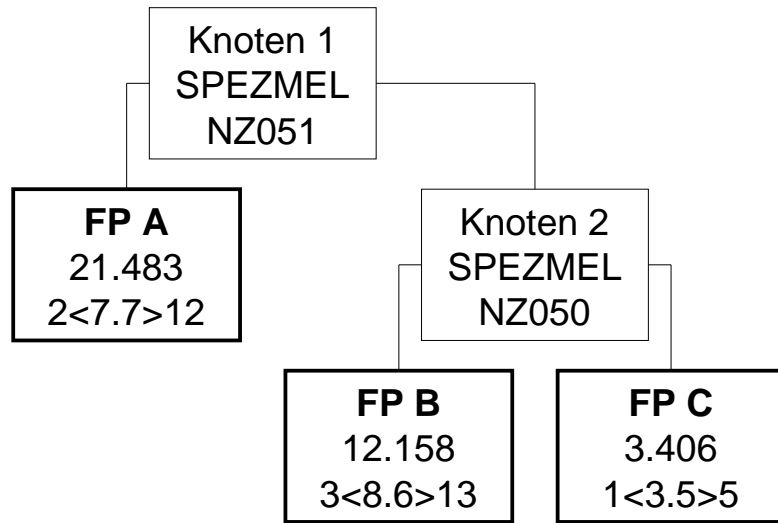 Knoten 1
SPEZMEL
NZ051
FP A
21.483
2<7.7>12
Knoten 2
SPEZMEL
NZ050
FP B
12.158
3<8.6>13
FP C
3.406
1<3.5>5